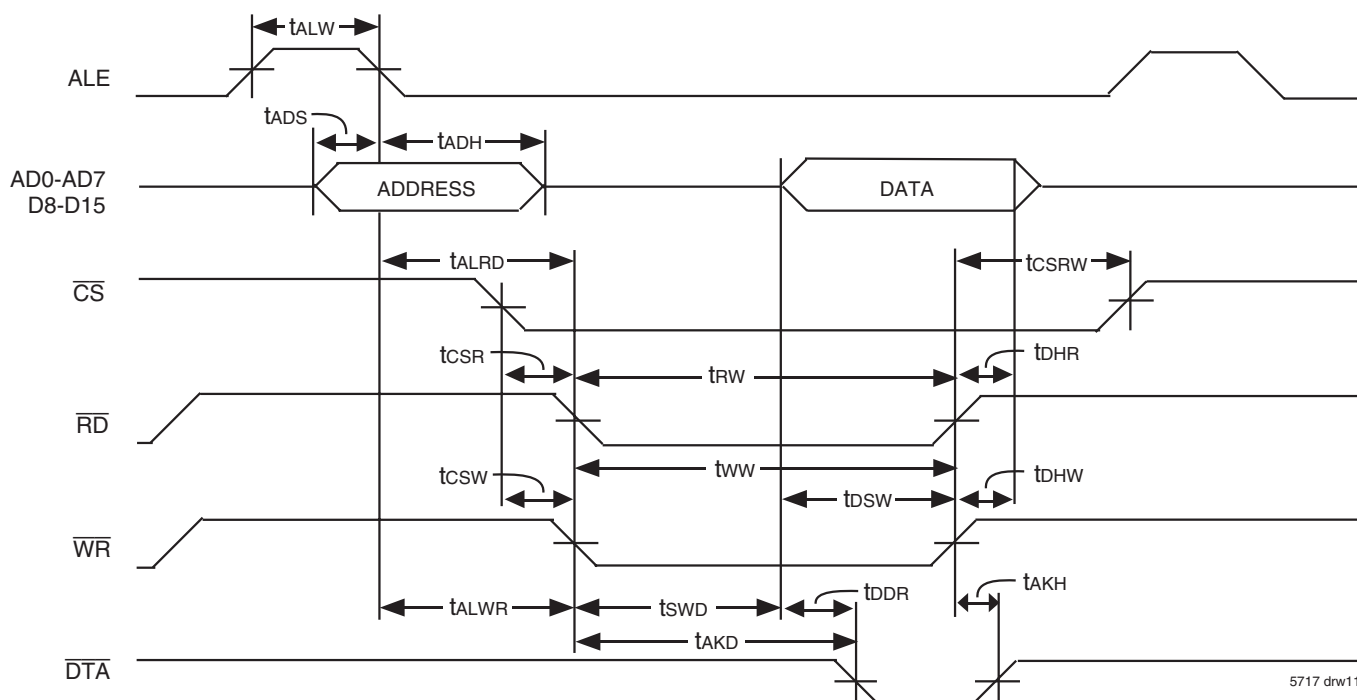 tALW
ALE
tADS
tADH
AD0-AD7
D8-D15
ADDRESS
DATA
tALRD
tCSRW
CS
tCSR
tRW
tDHR
RD
tCSW
tWW
tDHW
tDSW
WR
tALWR
tSWD
tDDR
tAKH
tAKD
DTA
5717 drw11